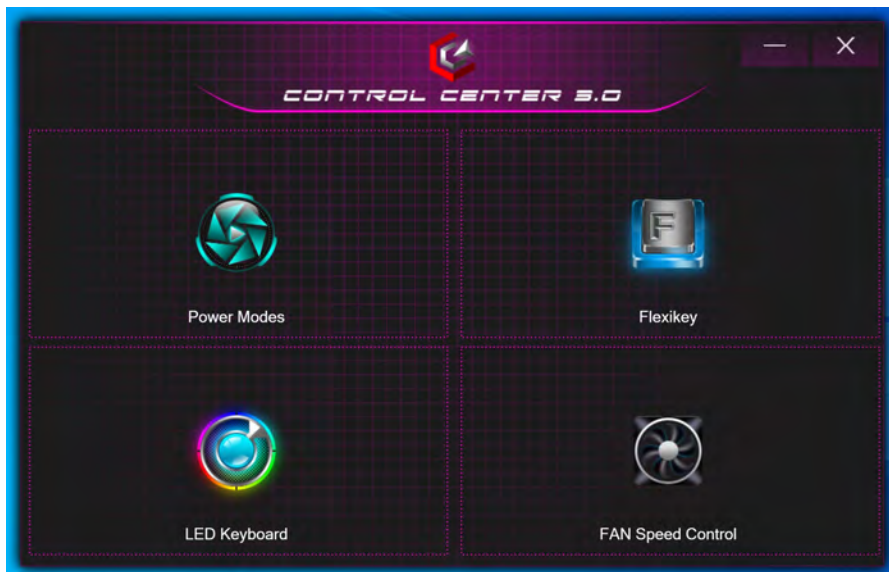 CONTROL CENTER 3.0
Power Modes
F
Flexikey
LED Keyboard
FAN Speed Control